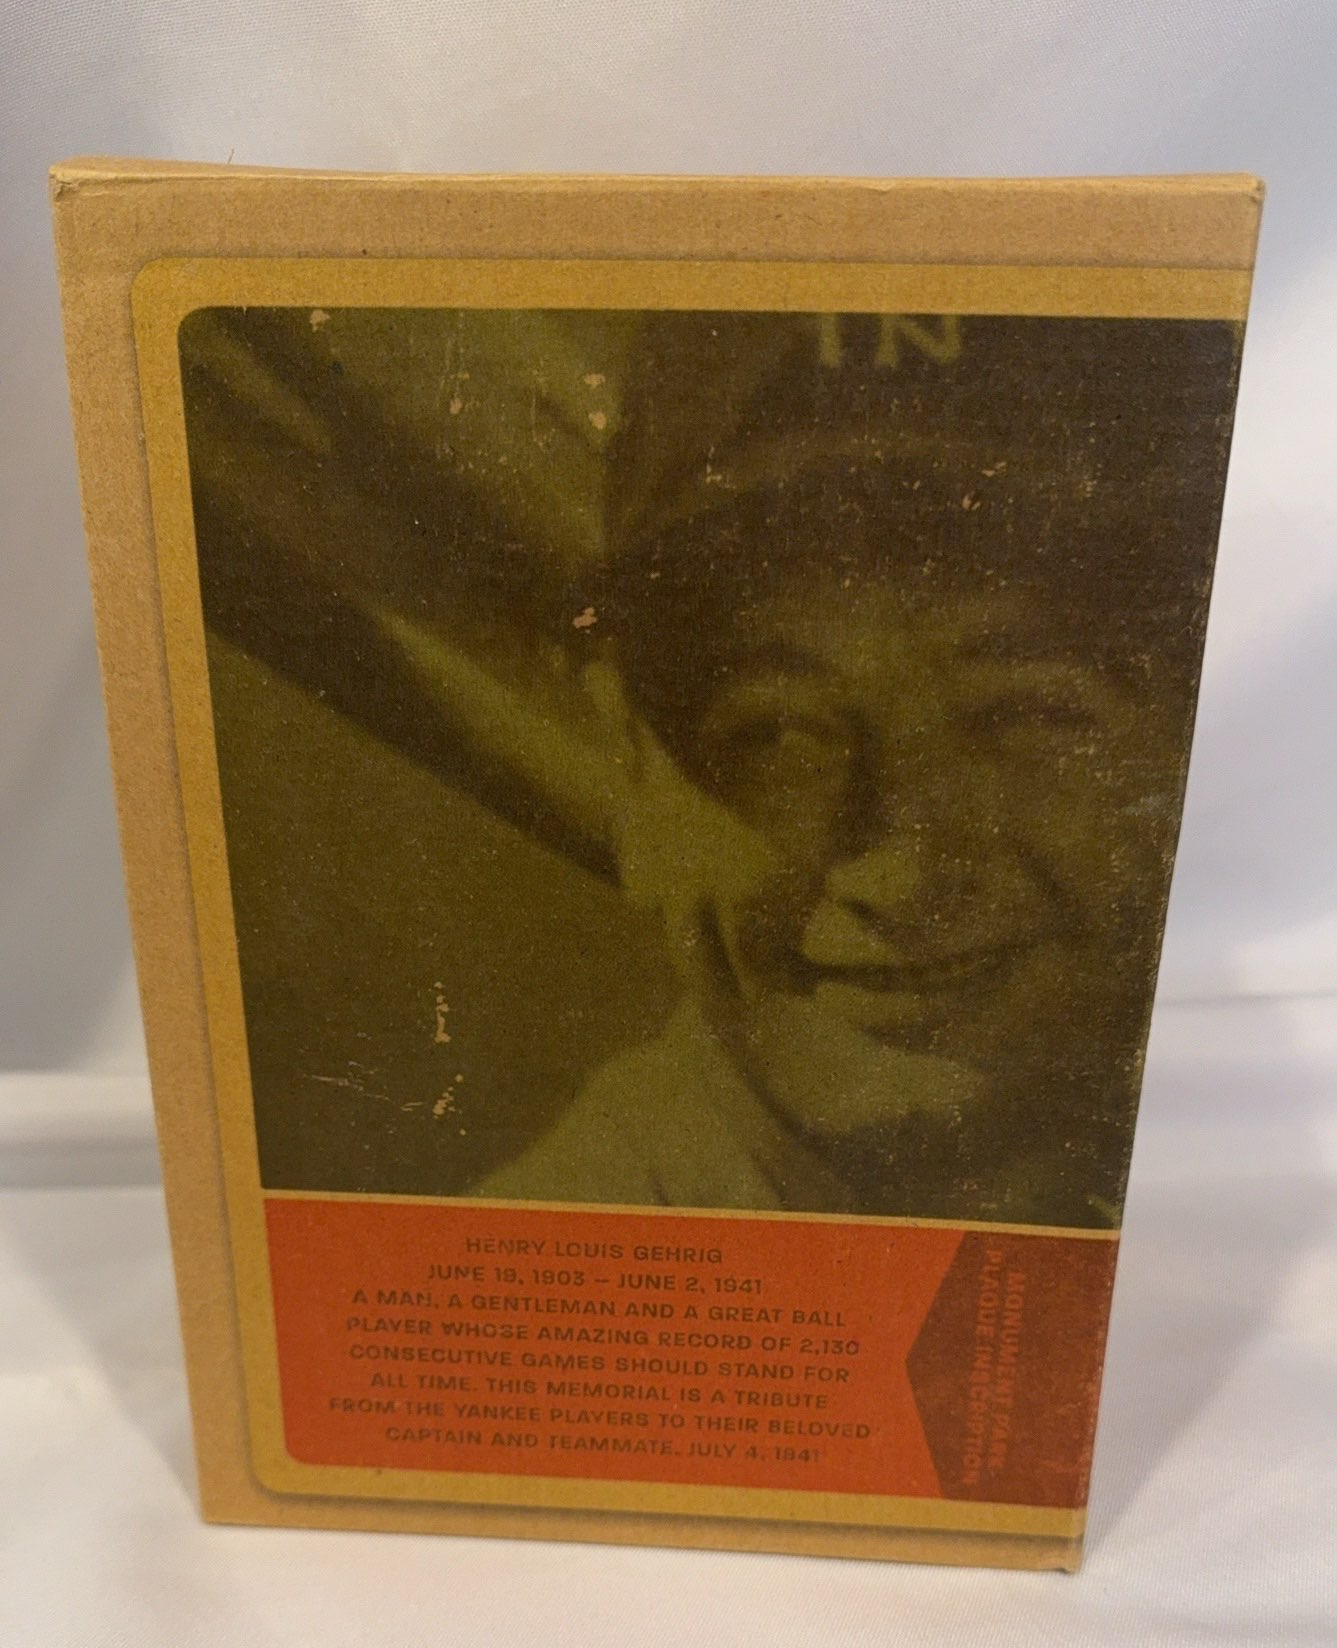 IN
HENRY LOUIS GEHRIG
JUNE 19, 1903 – JUNE 2, 1941
A MAN, A GENTLEMAN AND A GREAT BALL
PLAYER WHOSE AMAZING RECORD OF 2,130
CONSECUTIVE GAMES SHOULD STAND FOR
ALL TIME. THIS MEMORIAL IS A TRIBUTE
FROM THE YANKEE PLAYERS TO THEIR BELOVED
CAPTAIN AND TEAMMATE. JULY 4, 1941
MONUMENT PARK
PLAQUE INSCRIPTION